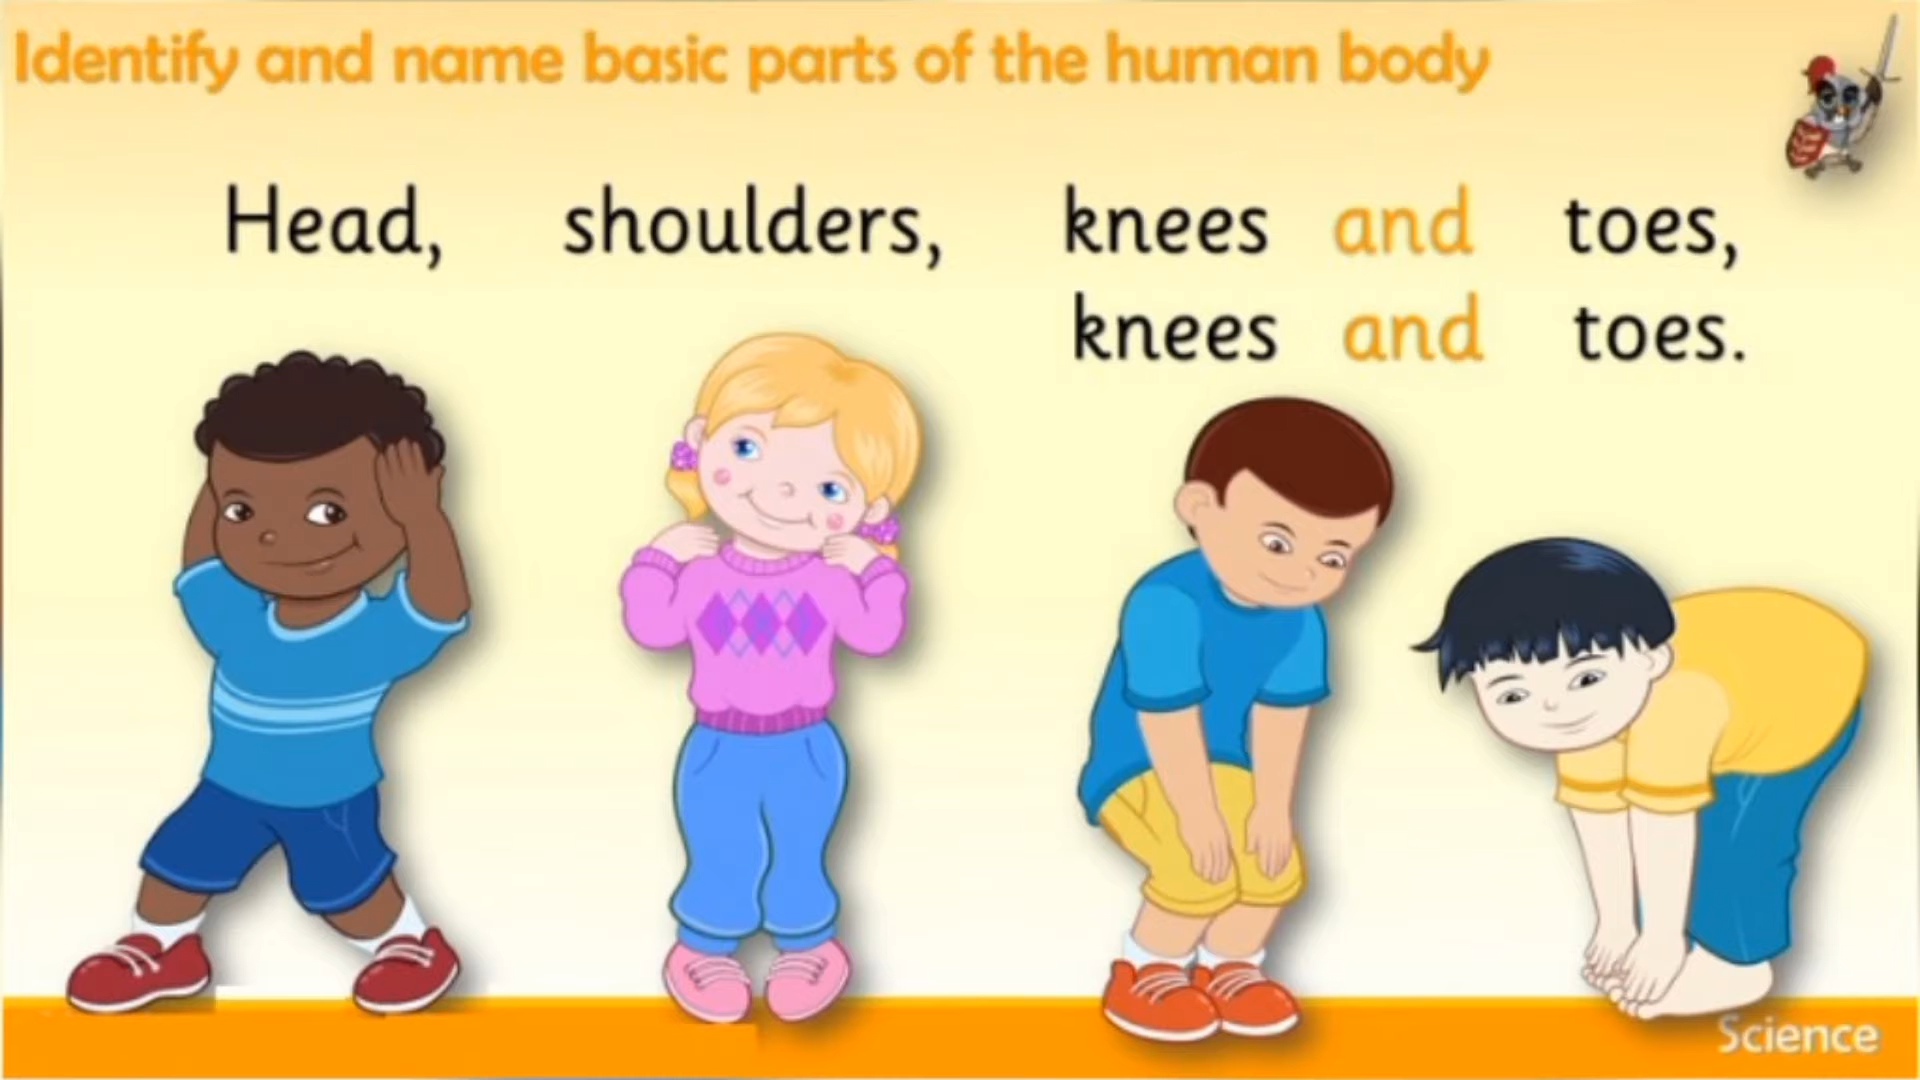 Identify and name basic parts of the human body
Head, shoulders, knees and toes,
knees and toes.
Science